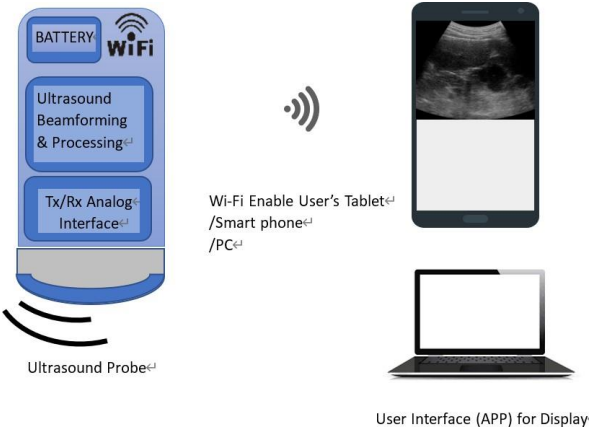 BATTERY
WiFi
Ultrasound
Beamforming
& Processing
Tx/Rx Analog
Interface
Wi-Fi Enable User's Tablet
/Smart phone
/PC
Ultrasound Probe
User Interface (APP) for Display